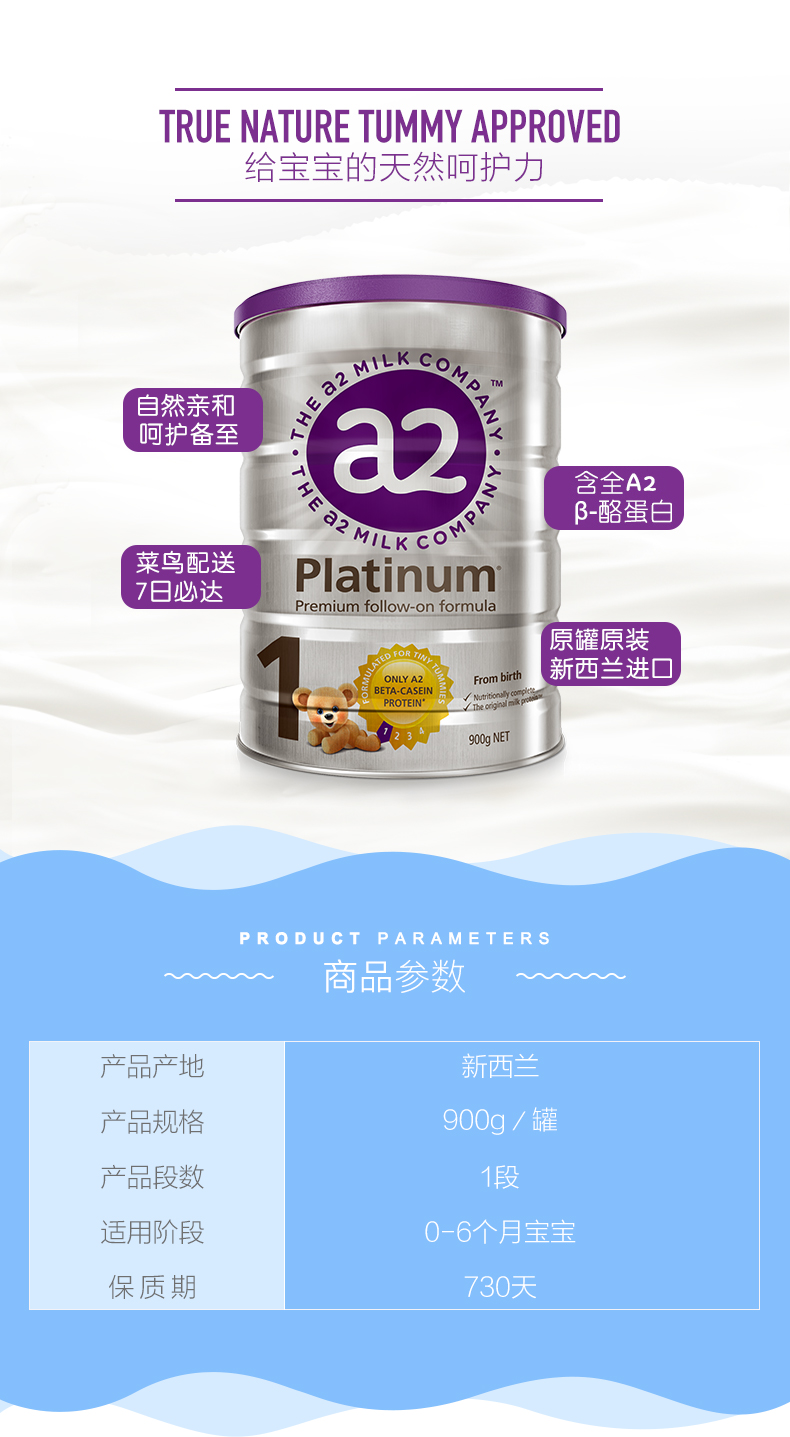 TRUE NATURE TUMMY APPROVED
给宝宝的天然呵护力
THE a2 MILK COMPANY
TM
a2
THE a2 MILK COMPANY
自然亲和
呵护备至
含全A2
β-酪蛋白
菜鸟配送
7日必达
Platinum®
Premium follow-on formula
原罐原装
新西兰进口
1
FORMULATED FOR TINY TUMMIES
ONLY A2
BETA-CASEIN
PROTEIN*
1 2 3 4
From birth
✓ Nutritionally complete
✓ The original milk protein
900g NET
PRODUCT PARAMETERS
商品参数
产品产地 新西兰
产品规格 900g / 罐
产品段数 1段
适用阶段 0-6个月宝宝
保质期 730天